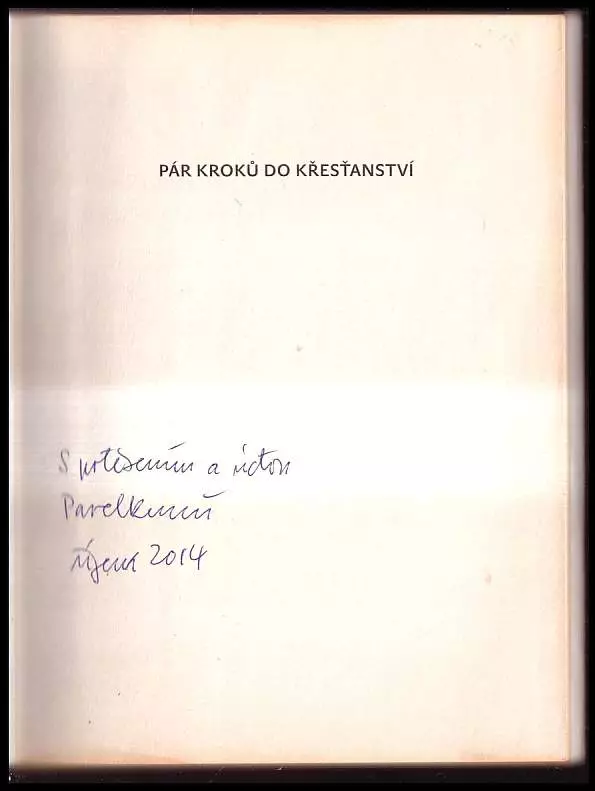 PÁR KROKŮ DO KŘESŤANSTVÍ
S potěšením a úctou
Pavel
říjen 2014